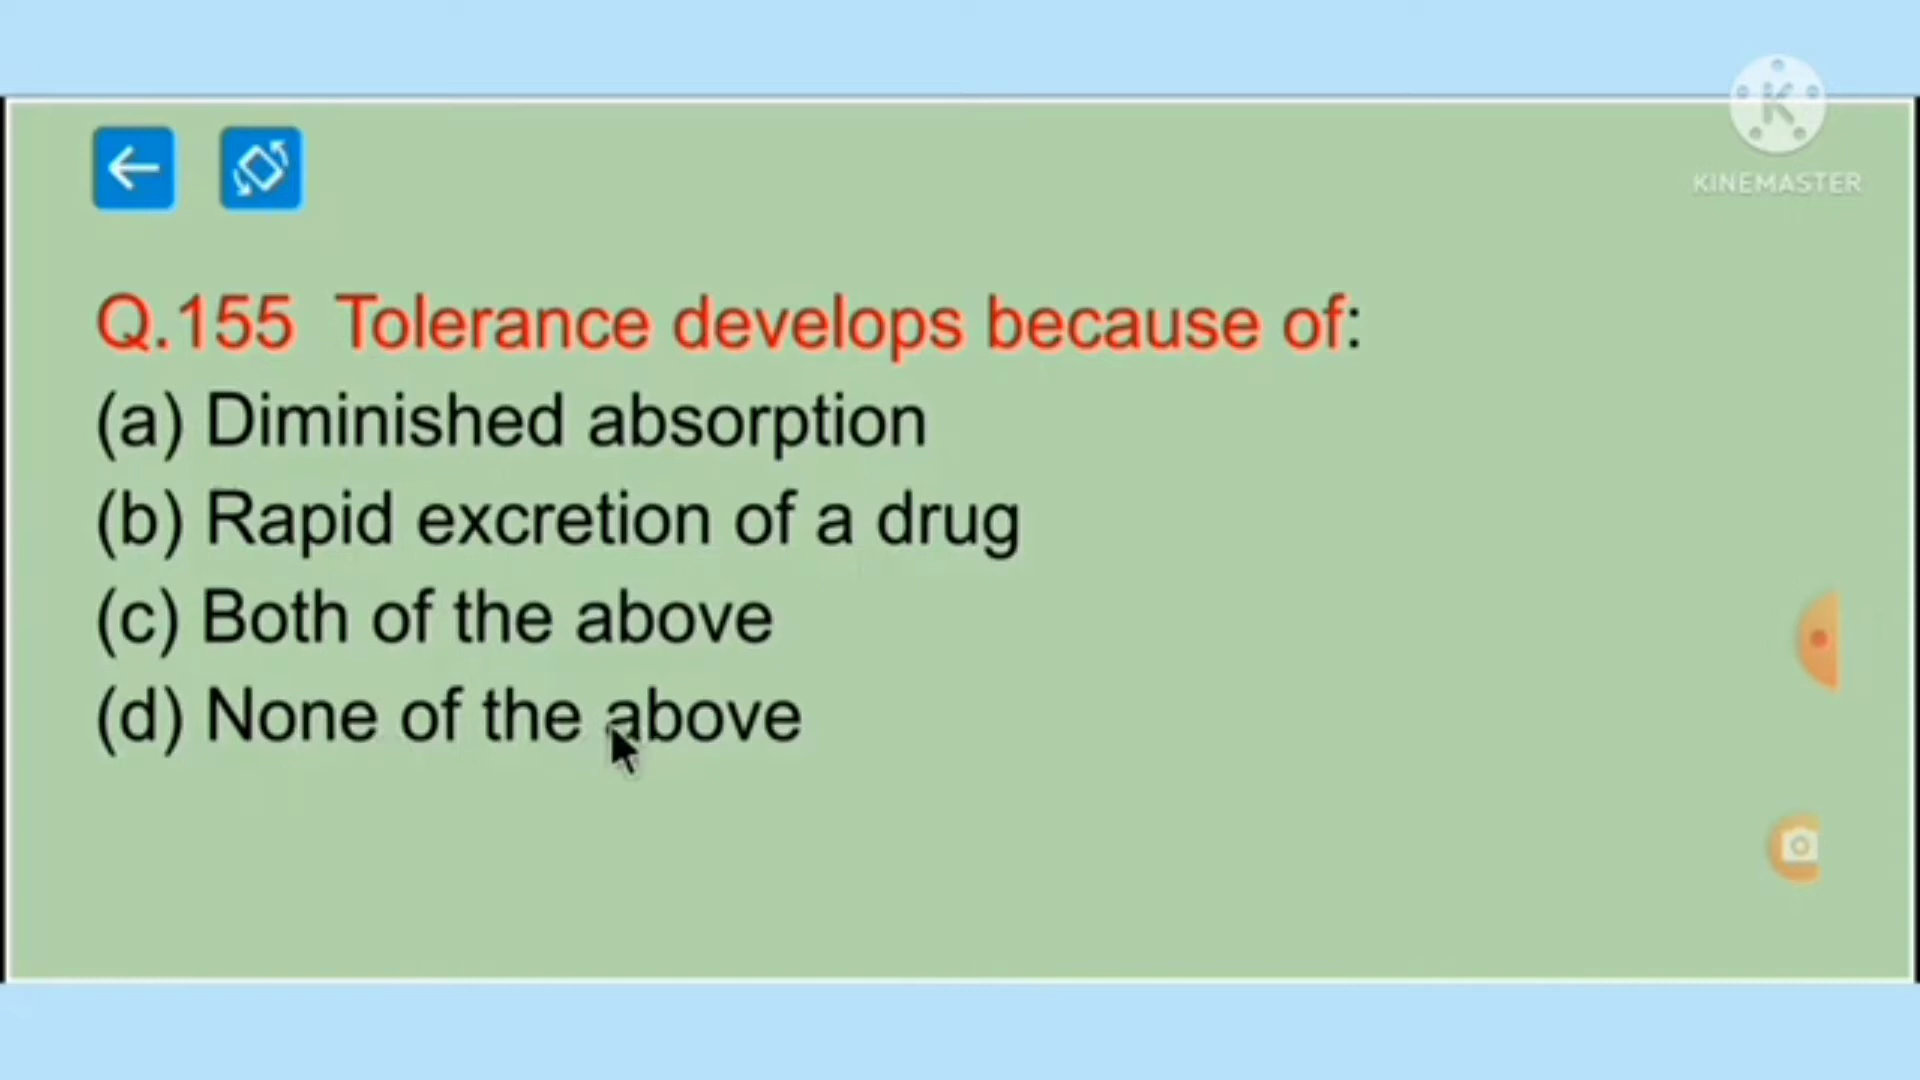 KINEMASTER
Q.155 Tolerance develops because of:
(a) Diminished absorption
(b) Rapid excretion of a drug
(c) Both of the above
(d) None of the above